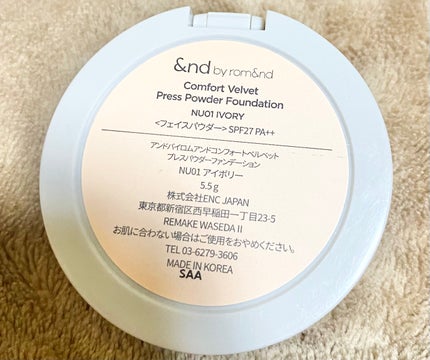 &nd by rom&nd
Comfort Velvet
Press Powder Foundation
NU01 IVORY
<フェイスパウダー> SPF27 PA++
アンドバイロムアンドコンフォートベルベット
プレスパウダーファンデーション
NU01 アイボリー
5.5g
株式会社ENC JAPAN
東京都新宿区西早稲田一丁目23-5
REMAKE WASEDA II
お肌に合わない場合はご使用をおやめください。
TEL 03-6279-3606
MADE IN KOREA
SAA